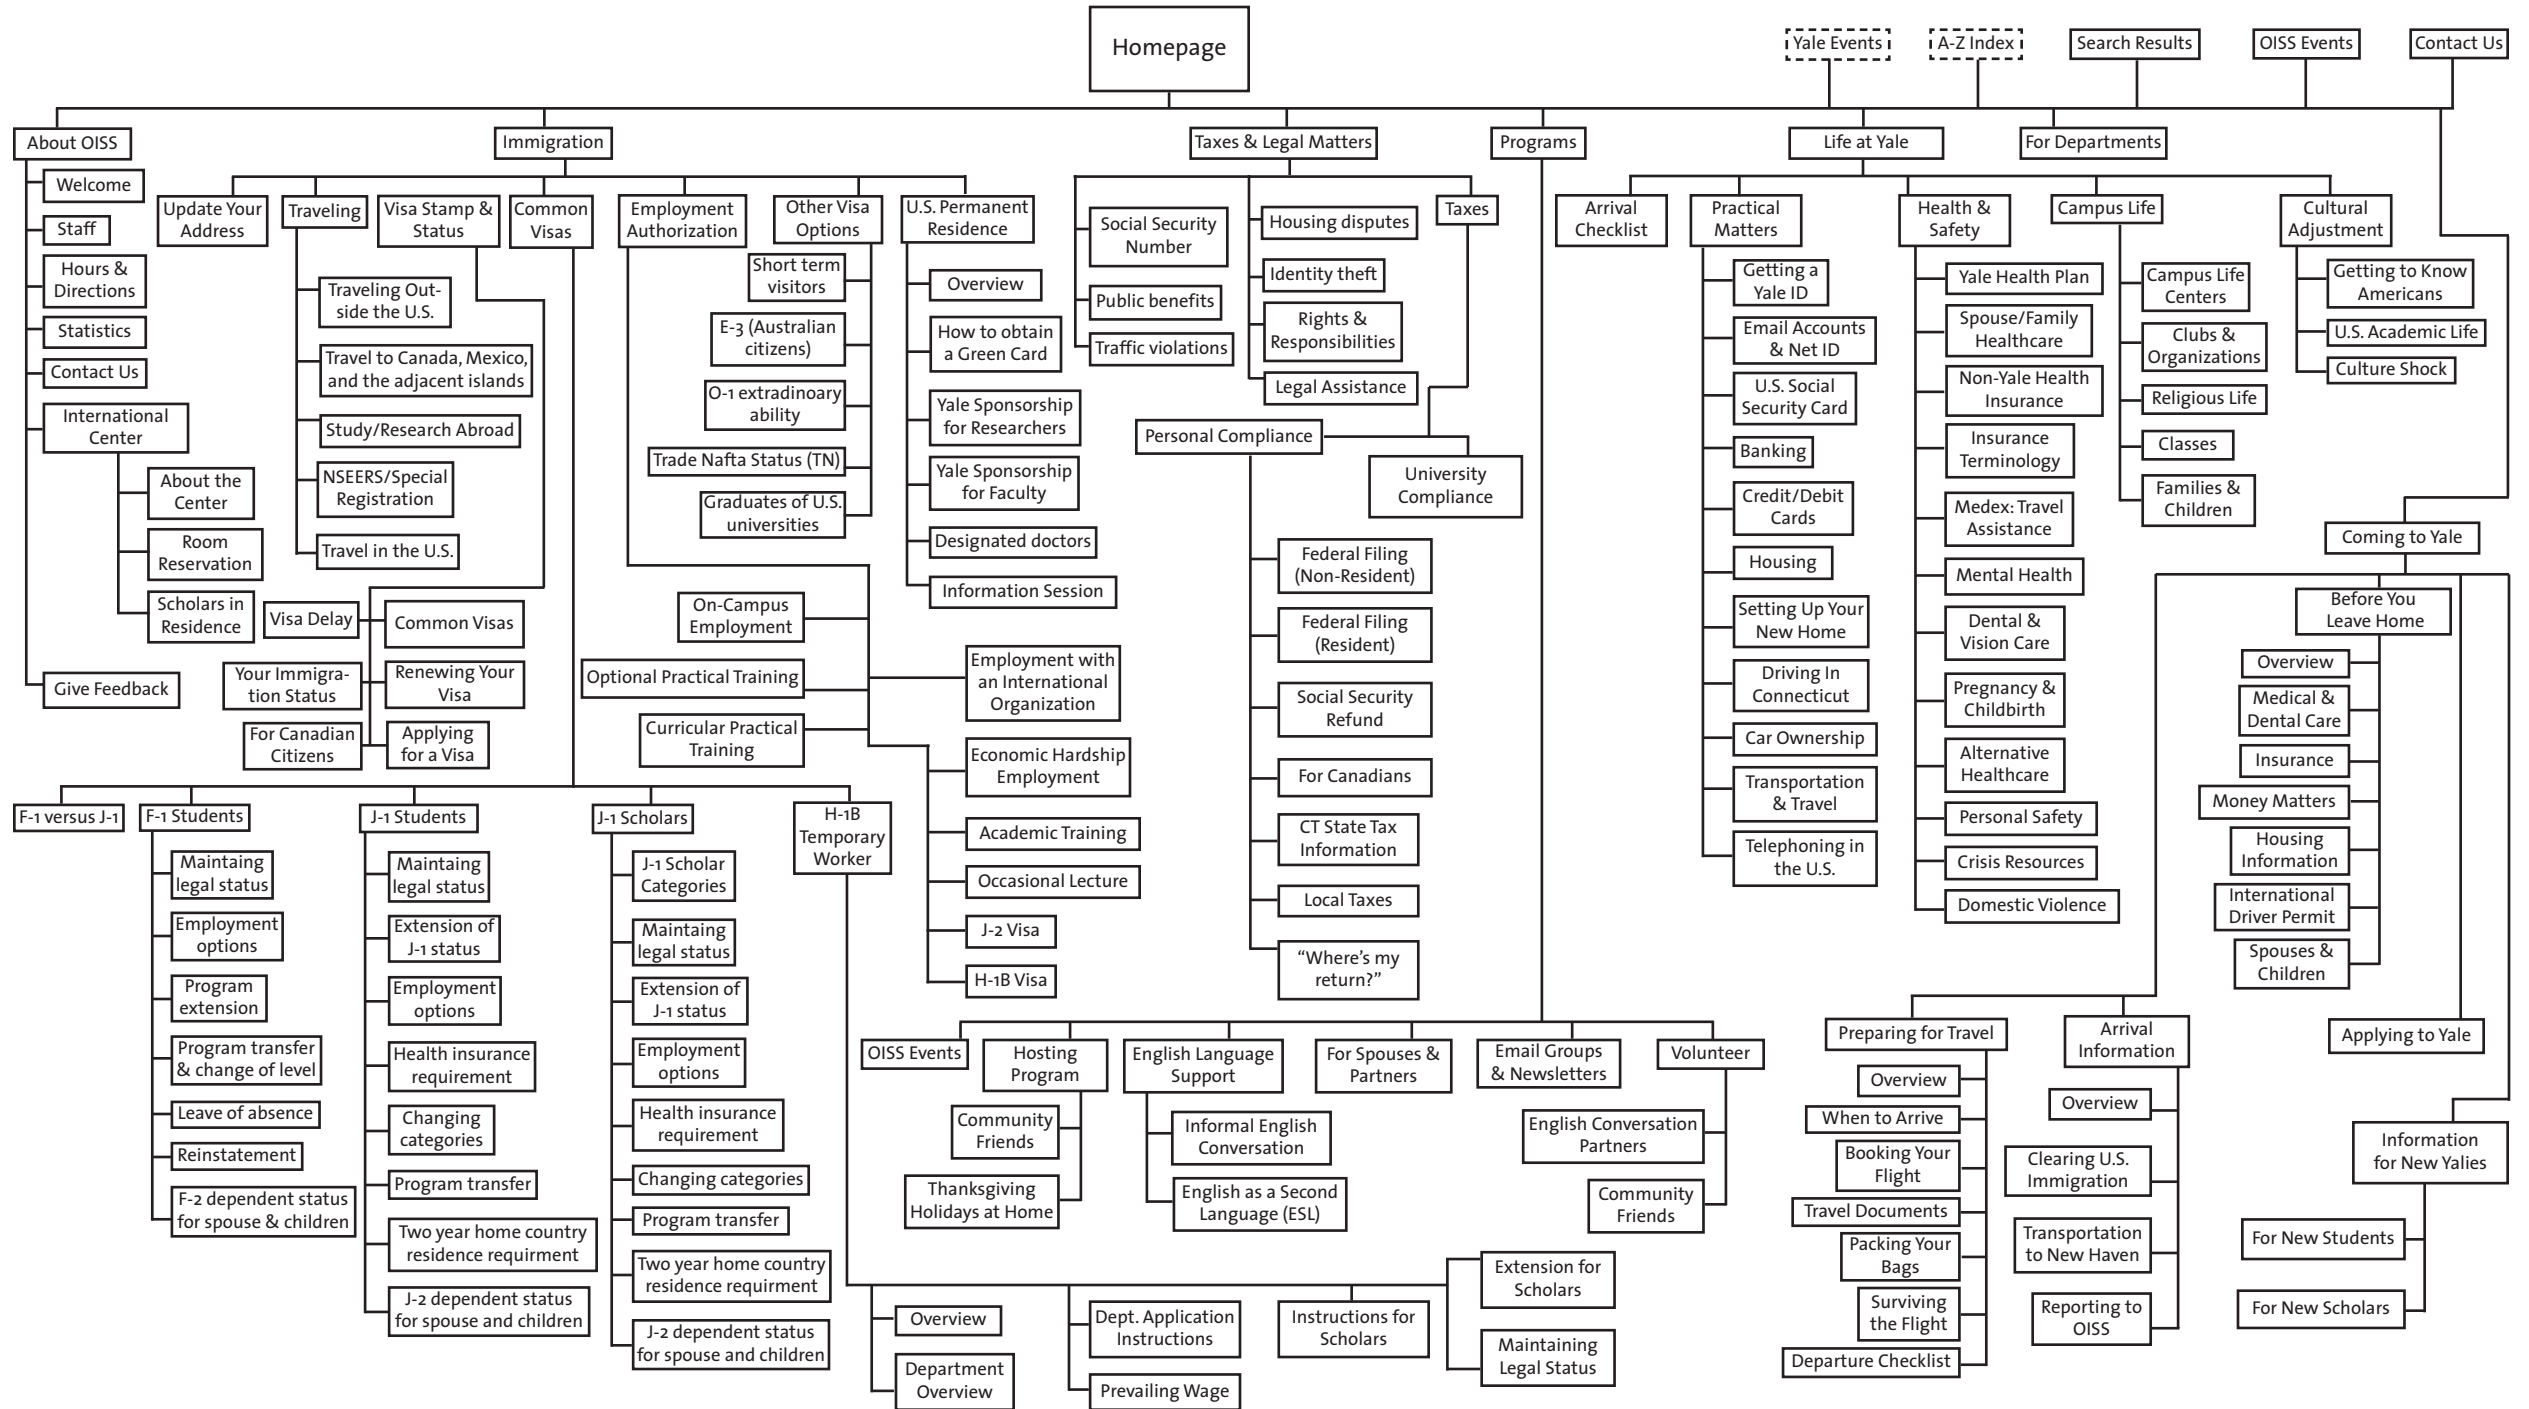 Homepage
Yale Events
A-Z Index
Search Results
OISS Events
Contact Us
About OISS
Welcome
Staff
Hours &
Directions
Statistics
Contact Us
International
Center
About the
Center
Room
Reservation
Scholars in
Residence
Give Feedback
Immigration
Update Your
Address
Traveling
Traveling Out-
side the U.S.
Travel to Canada, Mexico,
and the adjacent islands
Study/Research Abroad
NSEERS/Special
Registration
Travel in the U.S.
Visa Stamp &
Status
Visa Delay
Common Visas
Your Immigra-
tion Status
Renewing Your
Visa
For Canadian
Citizens
Applying
for a Visa
Common
Visas
F-1 versus J-1
F-1 Students
Maintaing
legal status
Employment
options
Program
extension
Program transfer
& change of level
Leave of absence
Reinstatement
F-2 dependent status
for spouse & children
J-1 Students
Maintaing
legal status
Extension of
J-1 status
Employment
options
Health insurance
requirement
Changing
categories
Program transfer
Two year home country
residence requirment
J-2 dependent status
for spouse and children
J-1 Scholars
J-1 Scholar
Categories
Maintaing
legal status
Extension of
J-1 status
Employment
options
Health insurance
requirement
Changing categories
Program transfer
Two year home country
residence requirment
J-2 dependent status
for spouse and children
H-1B
Temporary
Worker
Overview
Department
Overview
Dept. Application
Instructions
Prevailing Wage
Instructions for
Scholars
Extension for
Scholars
Maintaining
Legal Status
Employment
Authorization
On-Campus
Employment
Optional Practical Training
Curricular Practical
Training
Employment with
an International
Organization
Economic Hardship
Employment
Academic Training
Occasional Lecture
J-2 Visa
H-1B Visa
Other Visa
Options
Short term
visitors
E-3 (Australian
citizens)
O-1 extradinoary
ability
Trade Nafta Status (TN)
Graduates of U.S.
universities
U.S. Permanent
Residence
Overview
How to obtain
a Green Card
Yale Sponsorship
for Researchers
Yale Sponsorship
for Faculty
Designated doctors
Information Session
Taxes & Legal Matters
Social Security
Number
Public benefits
Traffic violations
Housing disputes
Identity theft
Rights &
Responsibilities
Legal Assistance
Taxes
Personal Compliance
University
Compliance
Federal Filing
(Non-Resident)
Federal Filing
(Resident)
Social Security
Refund
For Canadians
CT State Tax
Information
Local Taxes
“Where’s my
return?”
Programs
OISS Events
Hosting
Program
Community
Friends
Thanksgiving
Holidays at Home
English Language
Support
Informal English
Conversation
English as a Second
Language (ESL)
For Spouses &
Partners
Email Groups
& Newsletters
Volunteer
English Conversation
Partners
Community
Friends
Life at Yale
Arrival
Checklist
Practical
Matters
Getting a
Yale ID
Email Accounts
& Net ID
U.S. Social
Security Card
Banking
Credit/Debit
Cards
Housing
Setting Up Your
New Home
Driving In
Connecticut
Car Ownership
Transportation
& Travel
Telephoning in
the U.S.
Health &
Safety
Yale Health Plan
Spouse/Family
Healthcare
Non-Yale Health
Insurance
Insurance
Terminology
Medex: Travel
Assistance
Mental Health
Dental &
Vision Care
Pregnancy &
Childbirth
Alternative
Healthcare
Personal Safety
Crisis Resources
Domestic Violence
Campus Life
Campus Life
Centers
Clubs &
Organizations
Religious Life
Classes
Families &
Children
Cultural
Adjustment
Getting to Know
Americans
U.S. Academic Life
Culture Shock
For Departments
Coming to Yale
Before You
Leave Home
Overview
Medical &
Dental Care
Insurance
Money Matters
Housing
Information
International
Driver Permit
Spouses &
Children
Preparing for Travel
Overview
When to Arrive
Booking Your
Flight
Travel Documents
Packing Your
Bags
Surviving
the Flight
Departure Checklist
Arrival
Information
Overview
Clearing U.S.
Immigration
Transportation
to New Haven
Reporting to
OISS
Applying to Yale
Information
for New Yalies
For New Students
For New Scholars